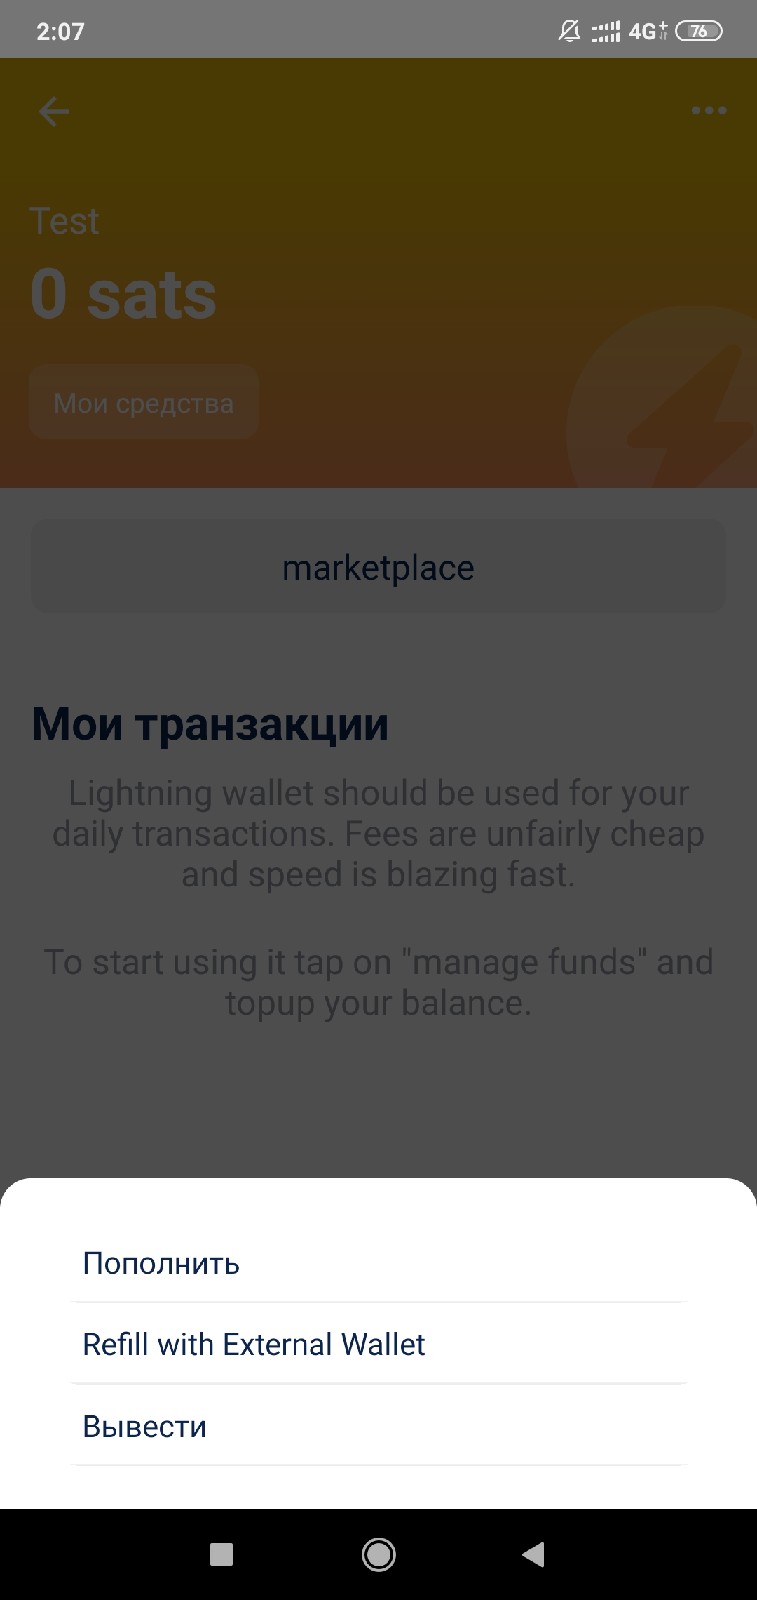 2:07
4G+
76
Test
0 sats
Мои средства
marketplace
Мои транзакции
Lightning wallet should be used for your
daily transactions. Fees are unfairly cheap
and speed is blazing fast.
To start using it tap on "manage funds" and
topup your balance.
Пополнить
Refill with External Wallet
Вывести